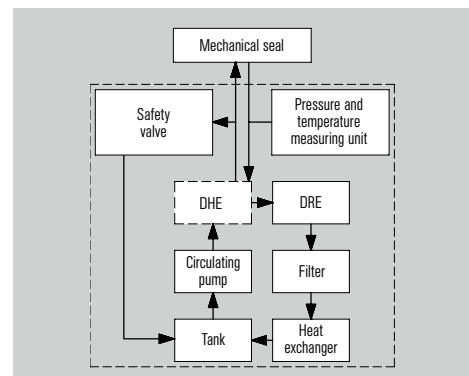 Mechanical seal
Safety
valve
Pressure and
temperature
measuring unit
DHE
DRE
Circulating
pump
Filter
Tank
Heat
exchanger